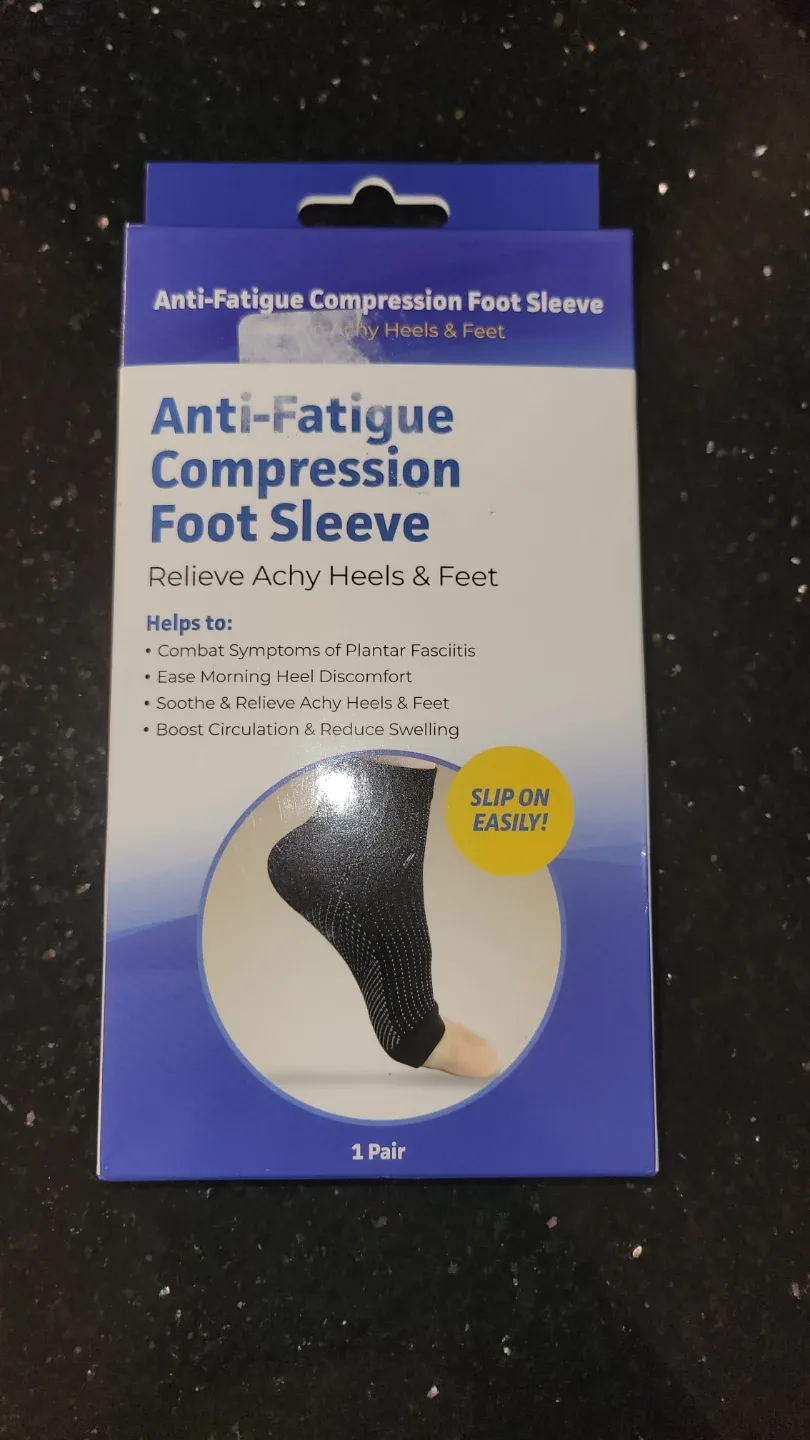 Anti-Fatigue Compression Foot Sleeve
Achy Heels & Feet
Anti-Fatigue
Compression
Foot Sleeve
Relieve Achy Heels & Feet
Helps to:
• Combat Symptoms of Plantar Fasciitis
• Ease Morning Heel Discomfort
• Soothe & Relieve Achy Heels & Feet
• Boost Circulation & Reduce Swelling
SLIP ON
EASILY!
1 Pair